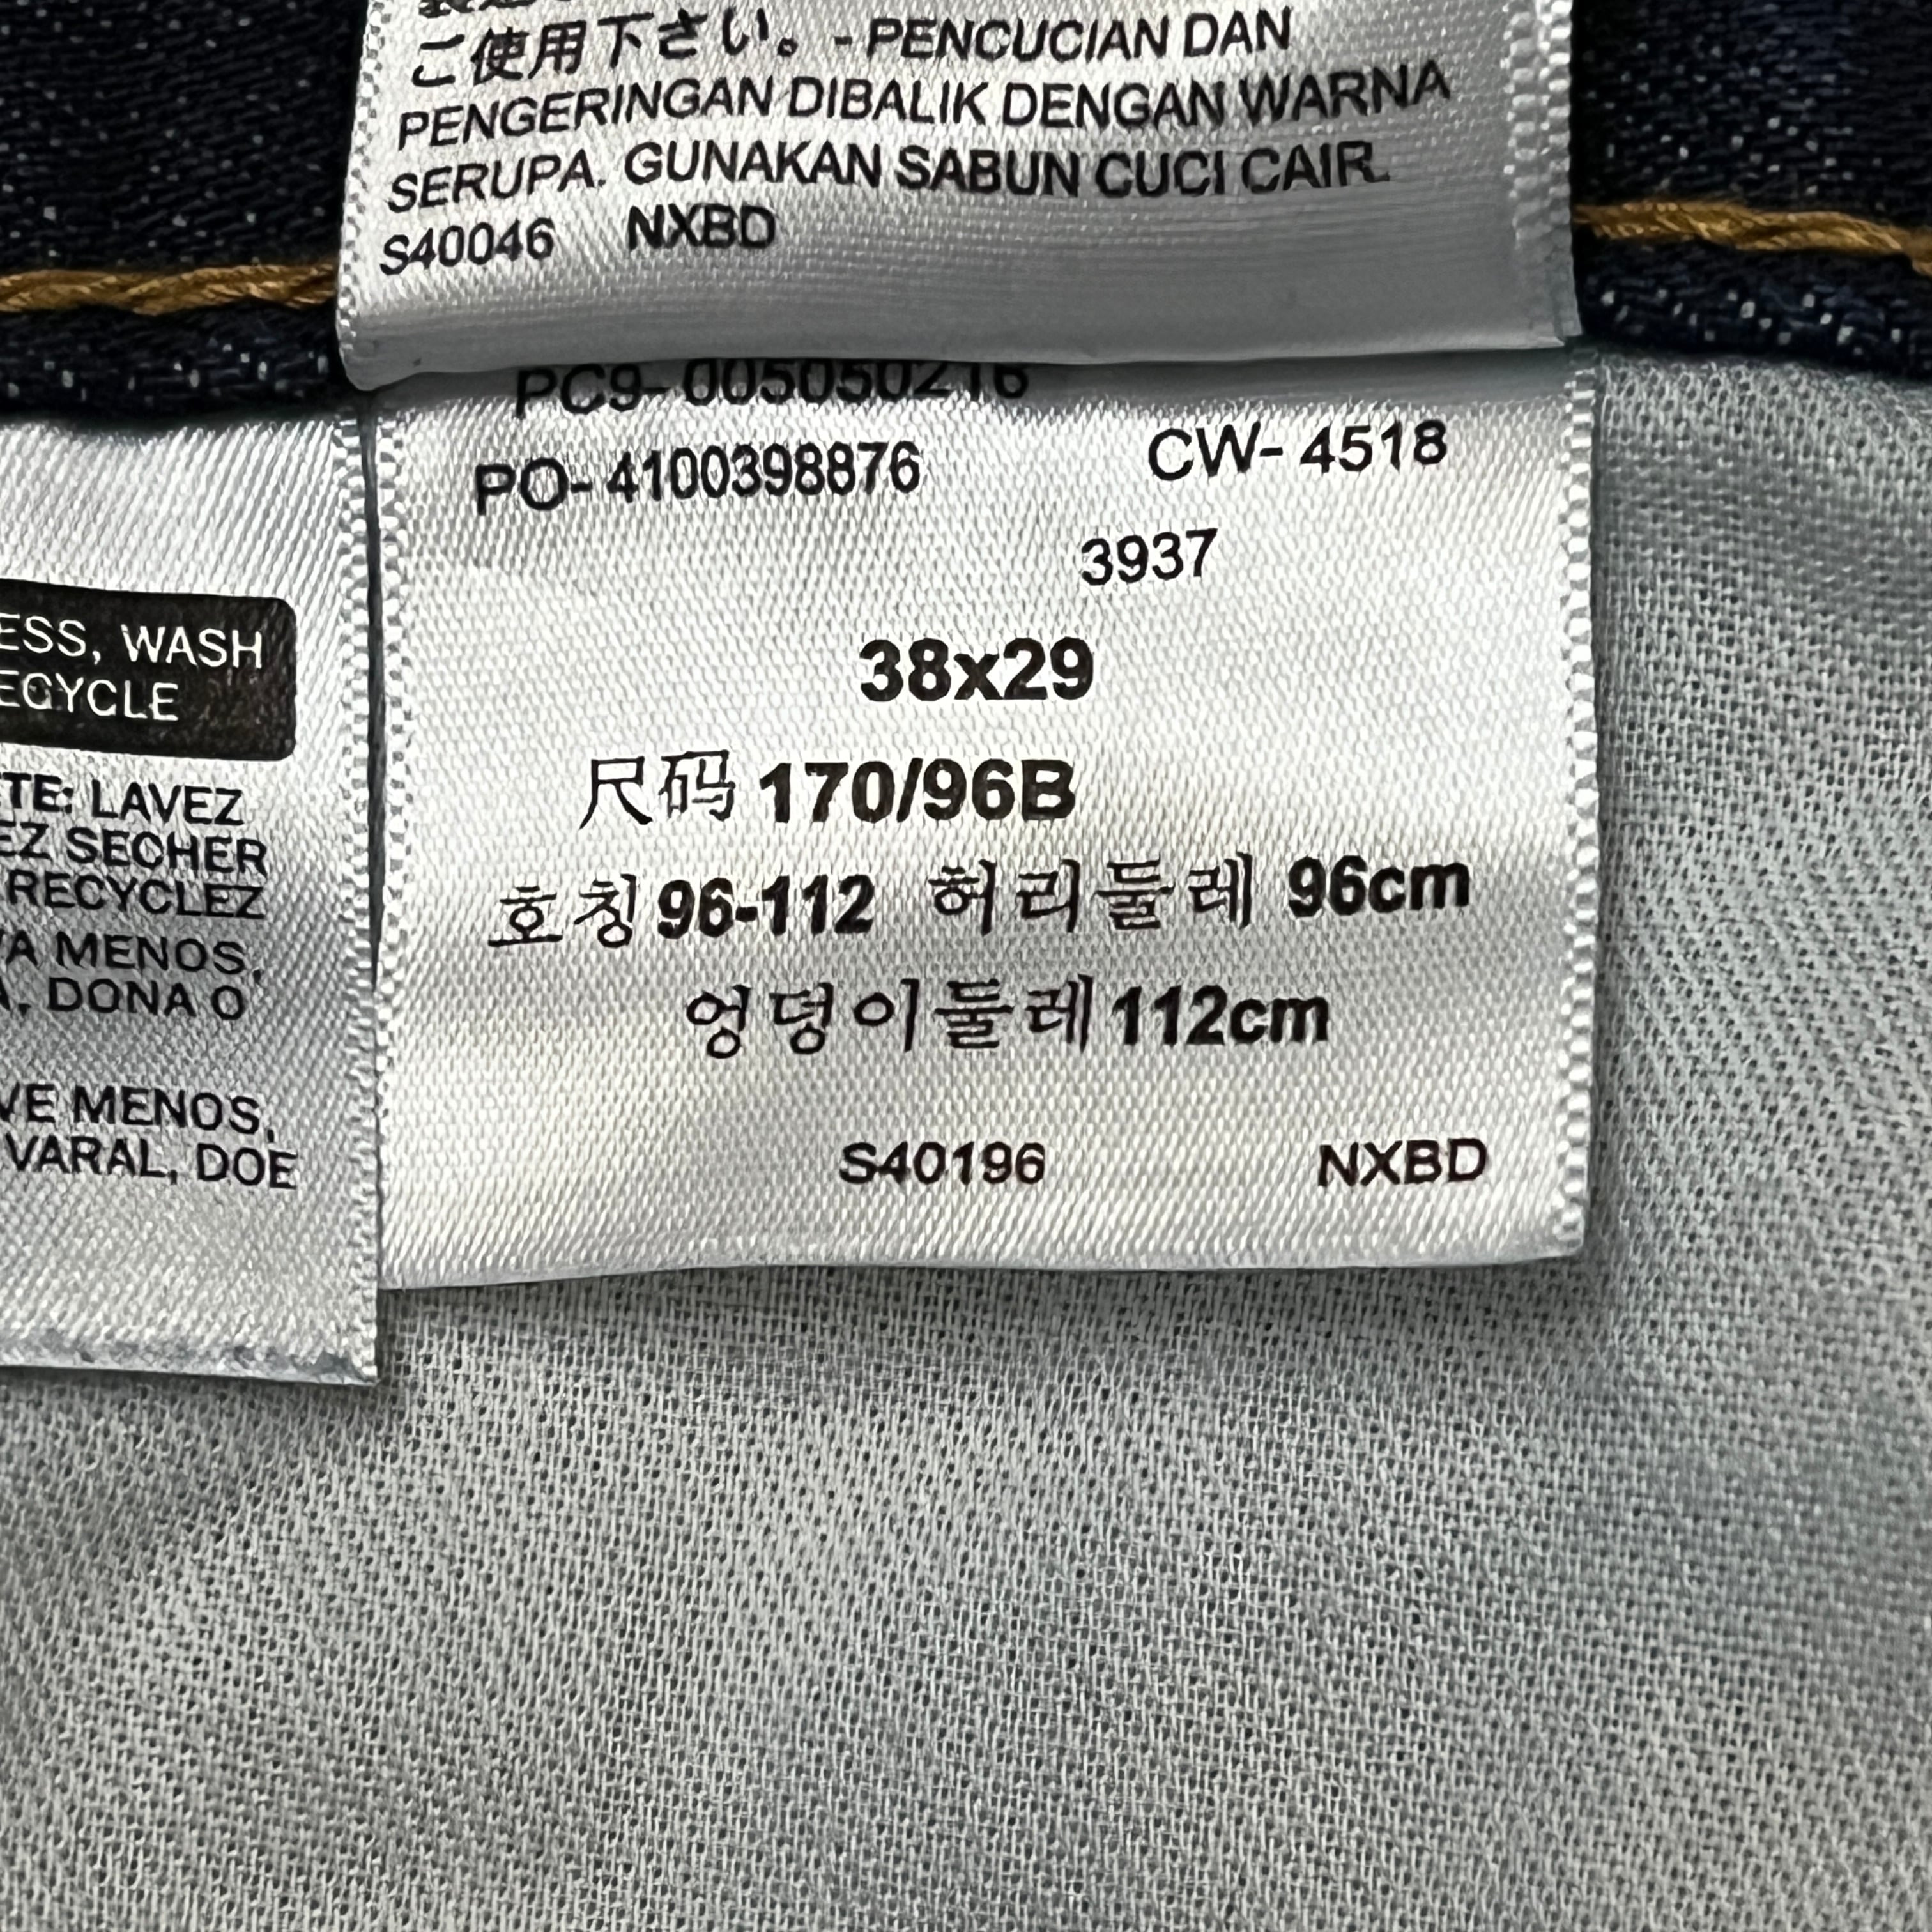 ご使用下さい。 - PENCUCIAN DAN
PENGERINGAN DIBALIK DENGAN WARNA
SERUPA. GUNAKAN SABUN CUCI CAIR.
S40046 NXBD
PC9- 005050216
PO- 4100398876 CW- 4518
3937
38x29
尺码 170/96B
호칭 96-112 허리둘레 96cm
엉덩이둘레 112cm
S40196 NXBD
ESS, WASH
ECYCLE
TE: LAVEZ
EZ SECHER
RECYCLEZ
VA MENOS,
A, DONA O
VE MENOS,
VARAL, DOE